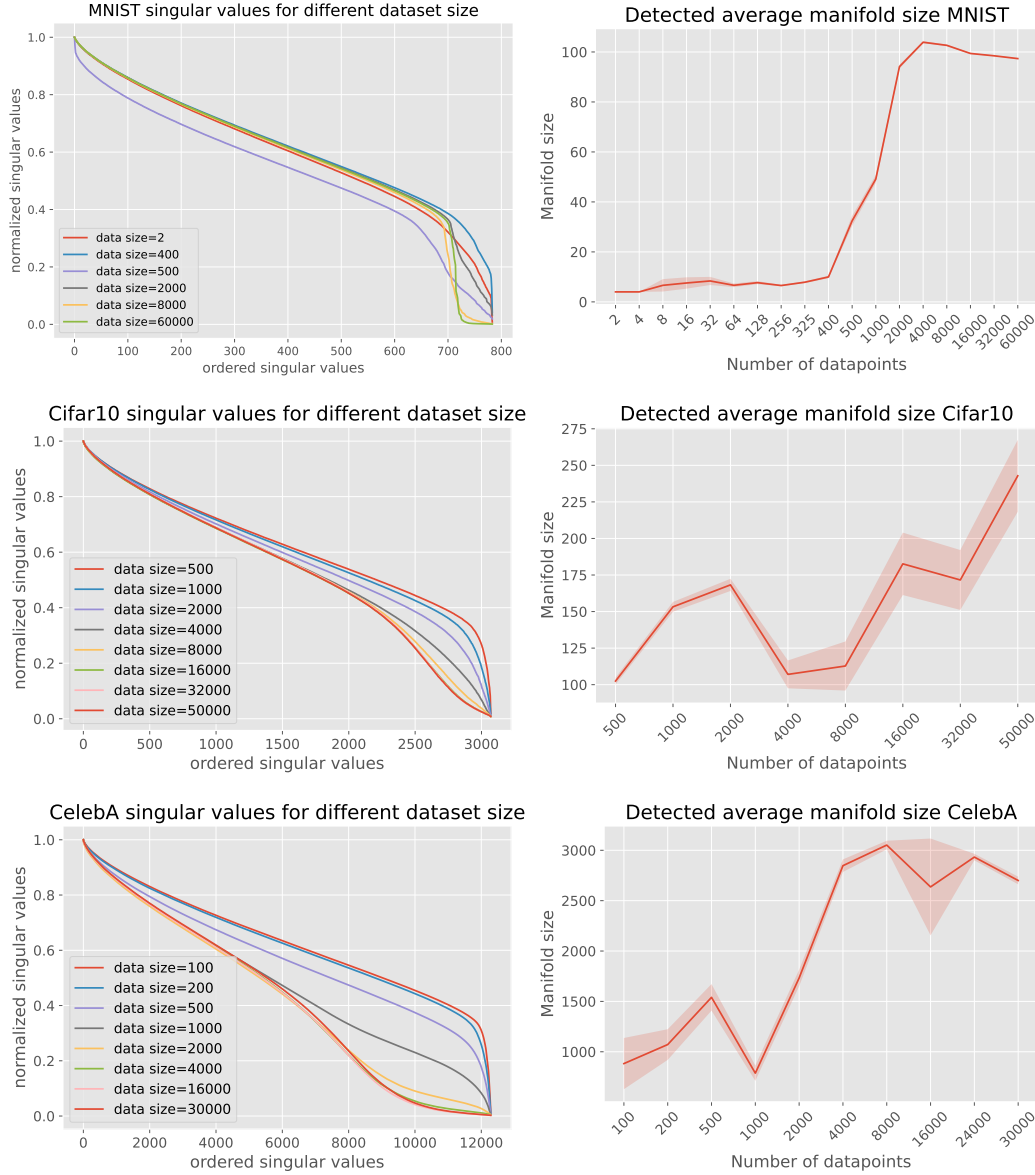 MNIST singular values for different dataset size
normalized singular values
1.0
0.8
0.6
0.4
0.2
0.0
data size=2
data size=400
data size=500
data size=2000
data size=8000
data size=60000
0 100 200 300 400 500 600 700 800
ordered singular values
Detected average manifold size MNIST
Manifold size
100
80
60
40
20
0
2 4 8 16 32 64 128 256 325 400 500 1000 2000 4000 8000 16000 32000 60000
Number of datapoints
Cifar10 singular values for different dataset size
normalized singular values
1.0
0.8
0.6
0.4
0.2
0.0
data size=500
data size=1000
data size=2000
data size=4000
data size=8000
data size=16000
data size=32000
data size=50000
0 500 1000 1500 2000 2500 3000
ordered singular values
Detected average manifold size Cifar10
Manifold size
275
250
225
200
175
150
125
100
500 1000 2000 4000 8000 16000 32000 50000
Number of datapoints
CelebA singular values for different dataset size
normalized singular values
1.0
0.8
0.6
0.4
0.2
0.0
data size=100
data size=200
data size=500
data size=1000
data size=2000
data size=4000
data size=16000
data size=30000
0 2000 4000 6000 8000 10000 12000
ordered singular values
Detected average manifold size CelebA
Manifold size
3000
2500
2000
1500
1000
100 200 500 1000 2000 4000 8000 16000 24000 30000
Number of datapoints